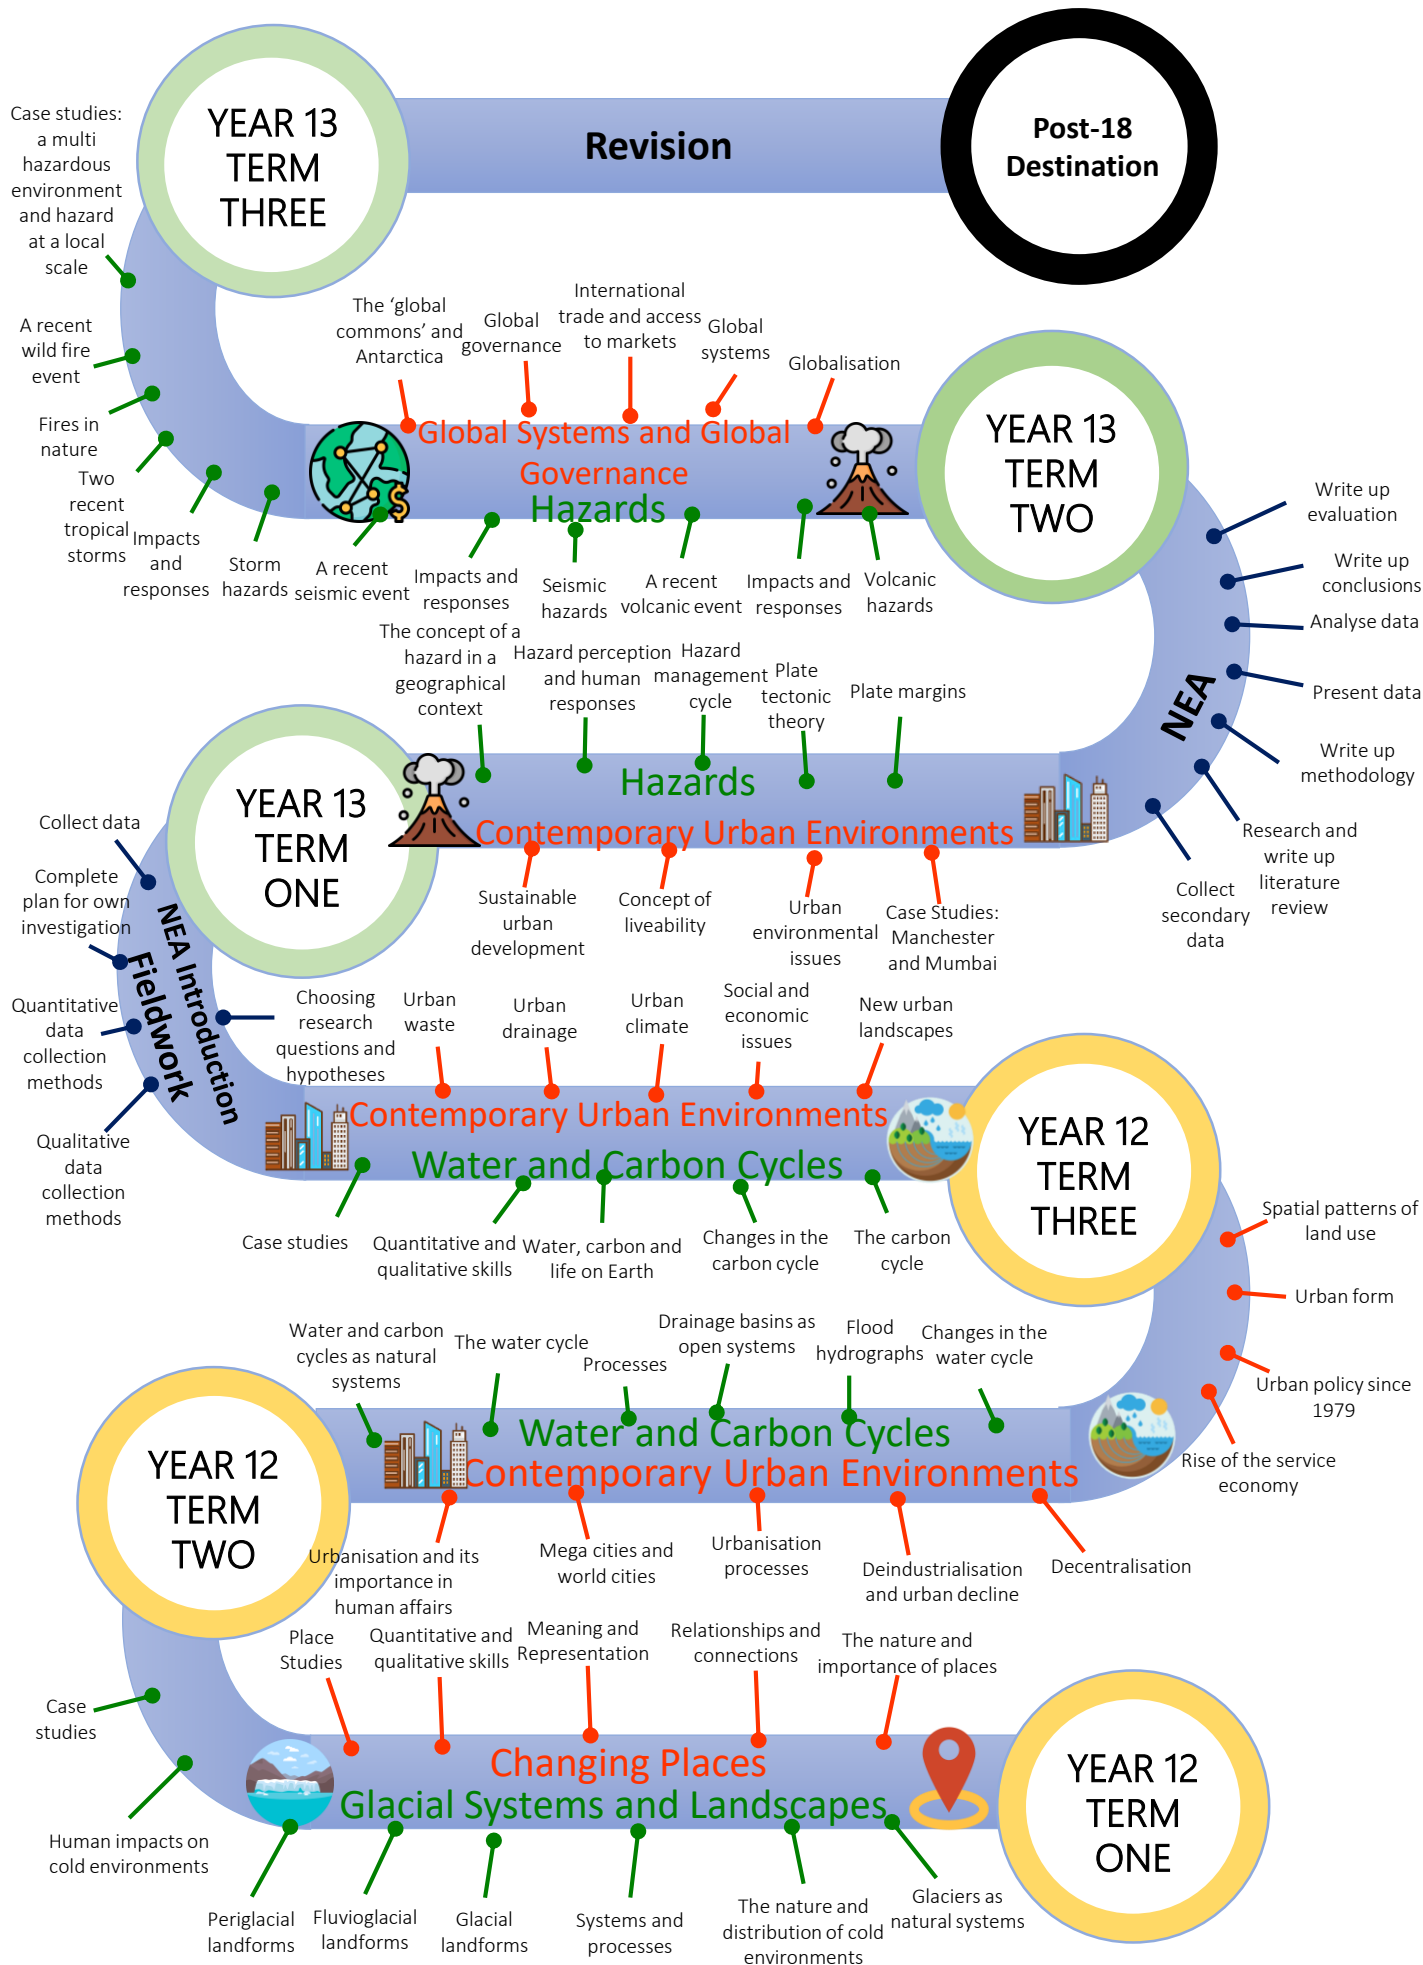 YEAR 13
TERM
THREE
Revision
Post-18
Destination
Case studies:
a multi
hazardous
environment
and hazard
at a local
scale
A recent
wild fire
event
Fires in
nature
Two
recent
tropical
storms
Impacts
and
responses
Storm
hazards
The ‘global
commons’ and
Antarctica
Global
governance
International
trade and access
to markets
Global
systems
Globalisation
Global Systems and Global
Governance
Hazards
A recent
seismic event
Impacts and
responses
Seismic
hazards
A recent
volcanic event
Impacts and
responses
Volcanic
hazards
YEAR 13
TERM
TWO
Write up
evaluation
Write up
conclusions
Analyse data
Present data
Write up
methodology
Research and
write up
literature
review
Collect
secondary
data
NEA
The concept of a
hazard in a
geographical
context
Hazard perception
and human
responses
Hazard
management
cycle
Plate
tectonic
theory
Plate margins
Hazards
Contemporary Urban Environments
Sustainable
urban
development
Concept of
liveability
Urban
environmental
issues
Case Studies:
Manchester
and Mumbai
YEAR 13
TERM
ONE
Collect data
Complete
plan for own
investigation
Quantitative
data
collection
methods
Qualitative
data
collection
methods
NEA Introduction
Fieldwork
Choosing
research
questions and
hypotheses
Urban
waste
Urban
drainage
Urban
climate
Social and
economic
issues
New urban
landscapes
Contemporary Urban Environments
Water and Carbon Cycles
Case studies
Quantitative and
qualitative skills
Water, carbon and
life on Earth
Changes in the
carbon cycle
The carbon
cycle
YEAR 12
TERM
THREE
Spatial patterns of
land use
Urban form
Urban policy since
1979
Rise of the service
economy
Water and carbon
cycles as natural
systems
The water cycle
Processes
Drainage basins as
open systems
Flood
hydrographs
Changes in the
water cycle
Water and Carbon Cycles
Contemporary Urban Environments
Urbanisation and its
importance in
human affairs
Mega cities and
world cities
Urbanisation
processes
Deindustrialisation
and urban decline
Decentralisation
YEAR 12
TERM
TWO
Case
studies
Human impacts on
cold environments
Place
Studies
Quantitative and
qualitative skills
Meaning and
Representation
Relationships and
connections
The nature and
importance of places
Changing Places
Glacial Systems and Landscapes
Periglacial
landforms
Fluvioglacial
landforms
Glacial
landforms
Systems and
processes
The nature and
distribution of cold
environments
Glaciers as
natural systems
YEAR 12
TERM
ONE